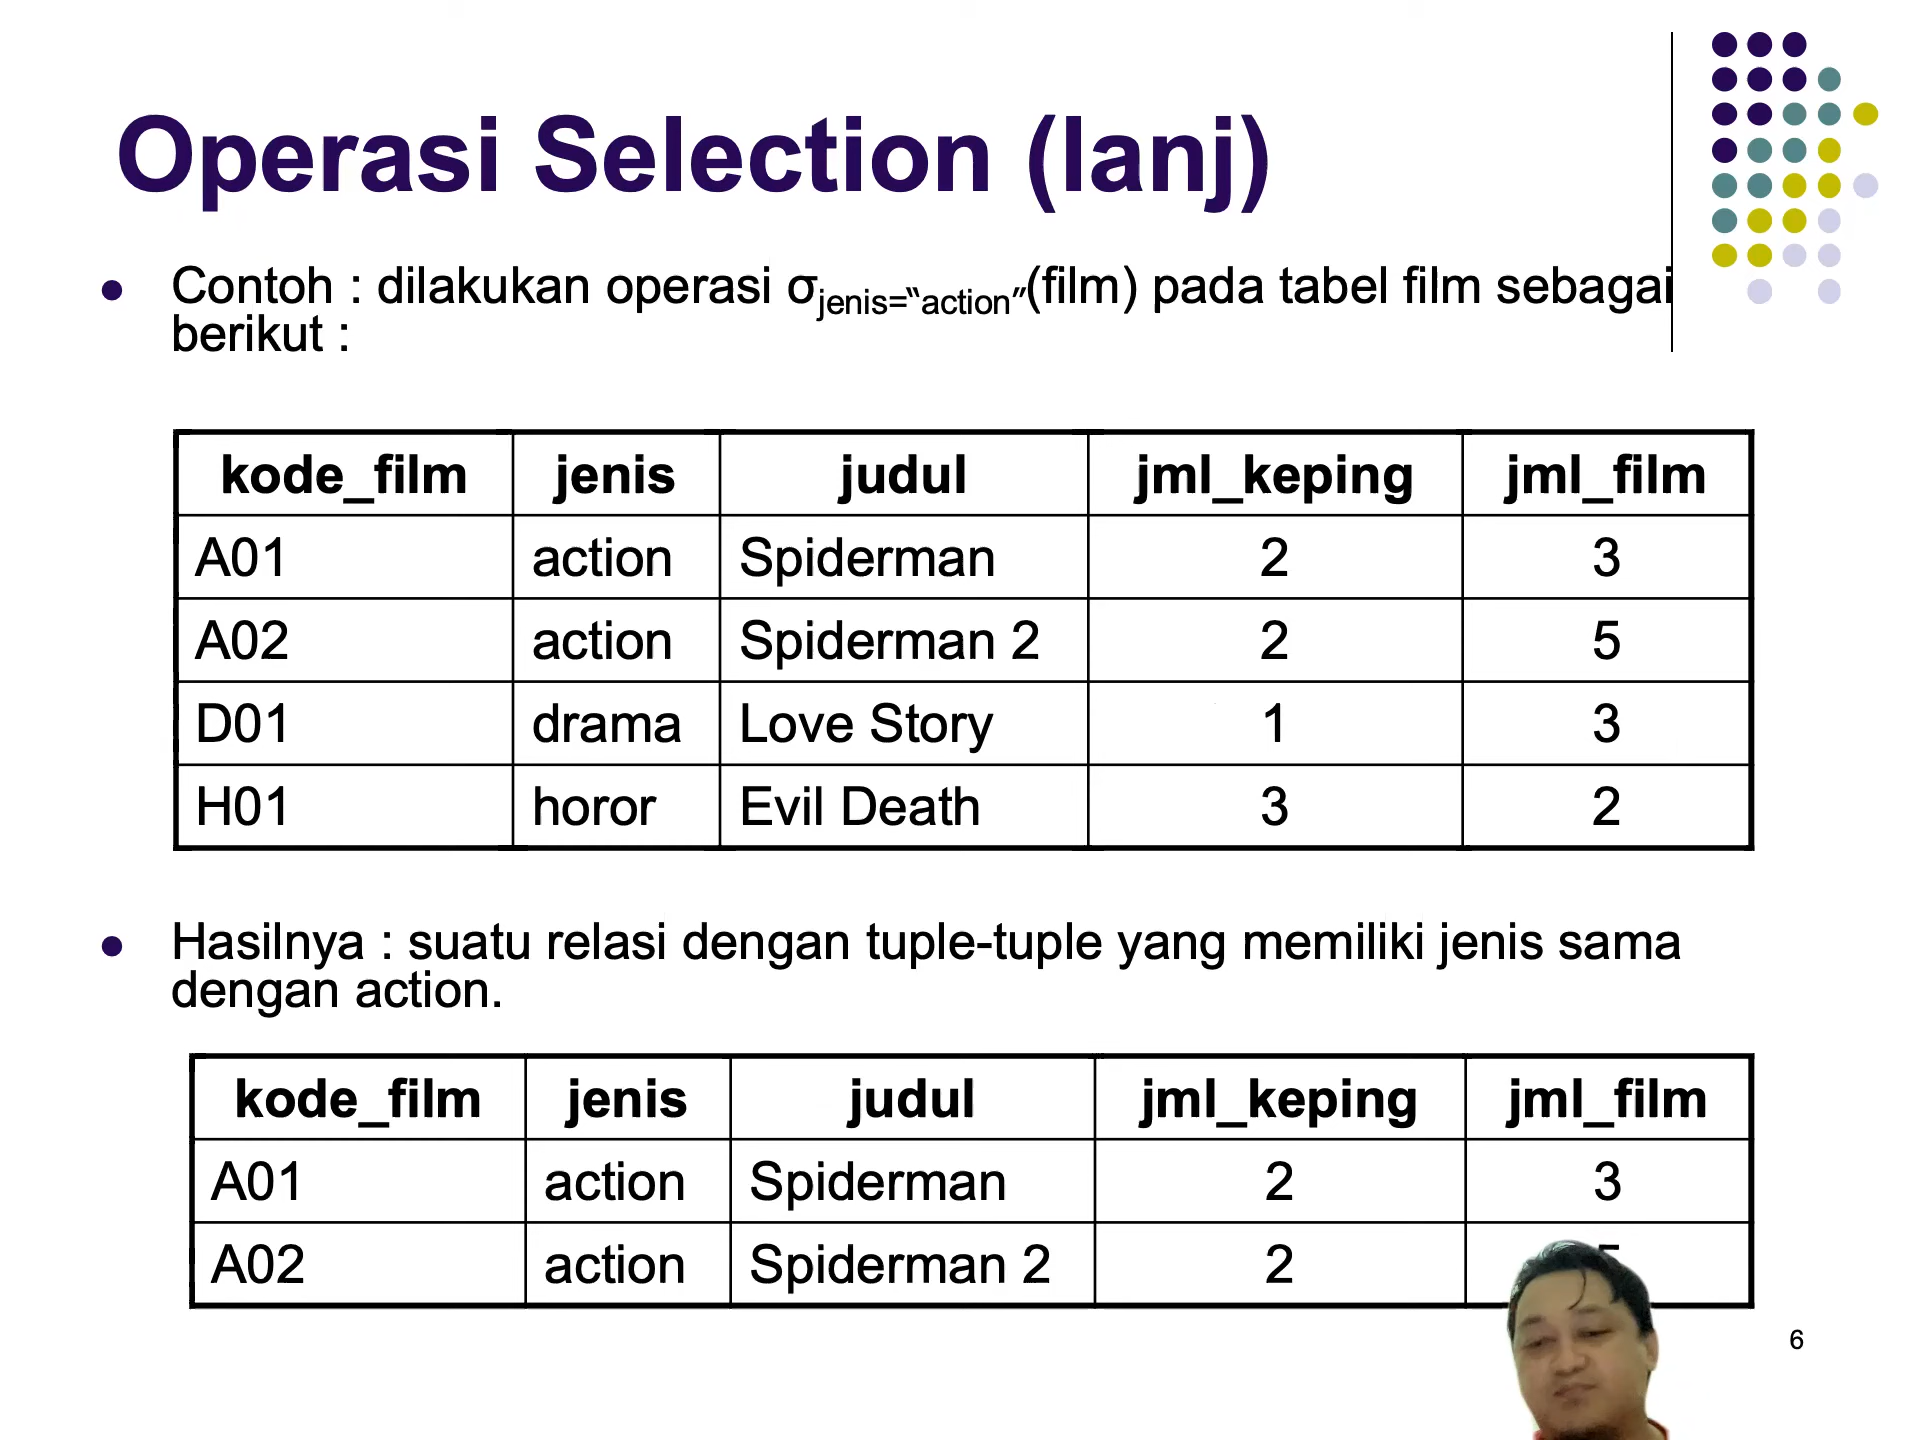 Operasi Selection (lanj)
Contoh : dilakukan operasi σjenis=“action”(film) pada tabel film sebagai
berikut :
kode_film jenis judul jml_keping jml_film
A01 action Spiderman 2 3
A02 action Spiderman 2 2 5
D01 drama Love Story 1 3
H01 horor Evil Death 3 2
Hasilnya : suatu relasi dengan tuple-tuple yang memiliki jenis sama
dengan action.
kode_film jenis judul jml_keping jml_film
A01 action Spiderman 2 3
A02 action Spiderman 2 2
6